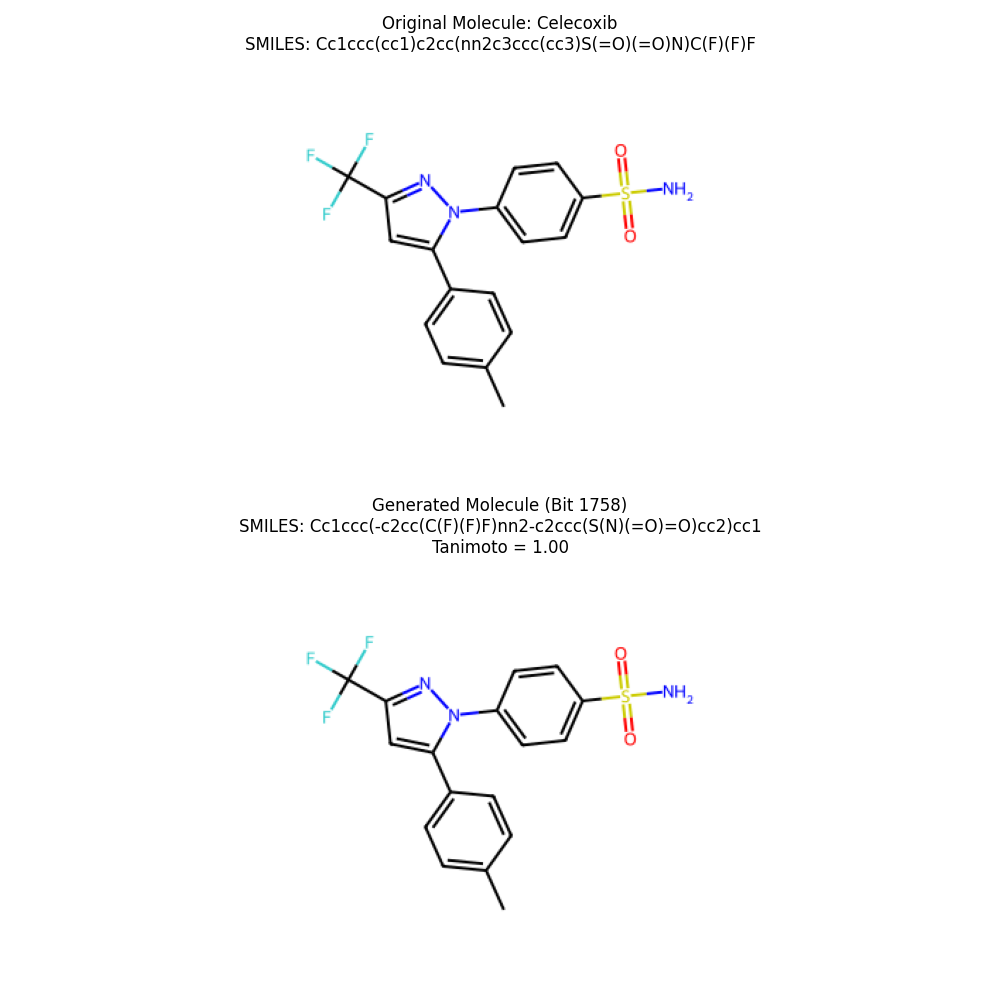 Original Molecule: Celecoxib
SMILES: Cc1ccc(cc1)c2cc(nn2c3ccc(cc3)S(=O)(=O)N)C(F)(F)F
F
F
O
N
NH2
S
N
F
O
Generated Molecule (Bit 1758)
SMILES: Cc1ccc(-c2cc(C(F)(F)F)nn2-c2ccc(S(N)(=O)=O)cc2)cc1
Tanimoto = 1.00
F
O
F
N
NH2
S
N
F
O